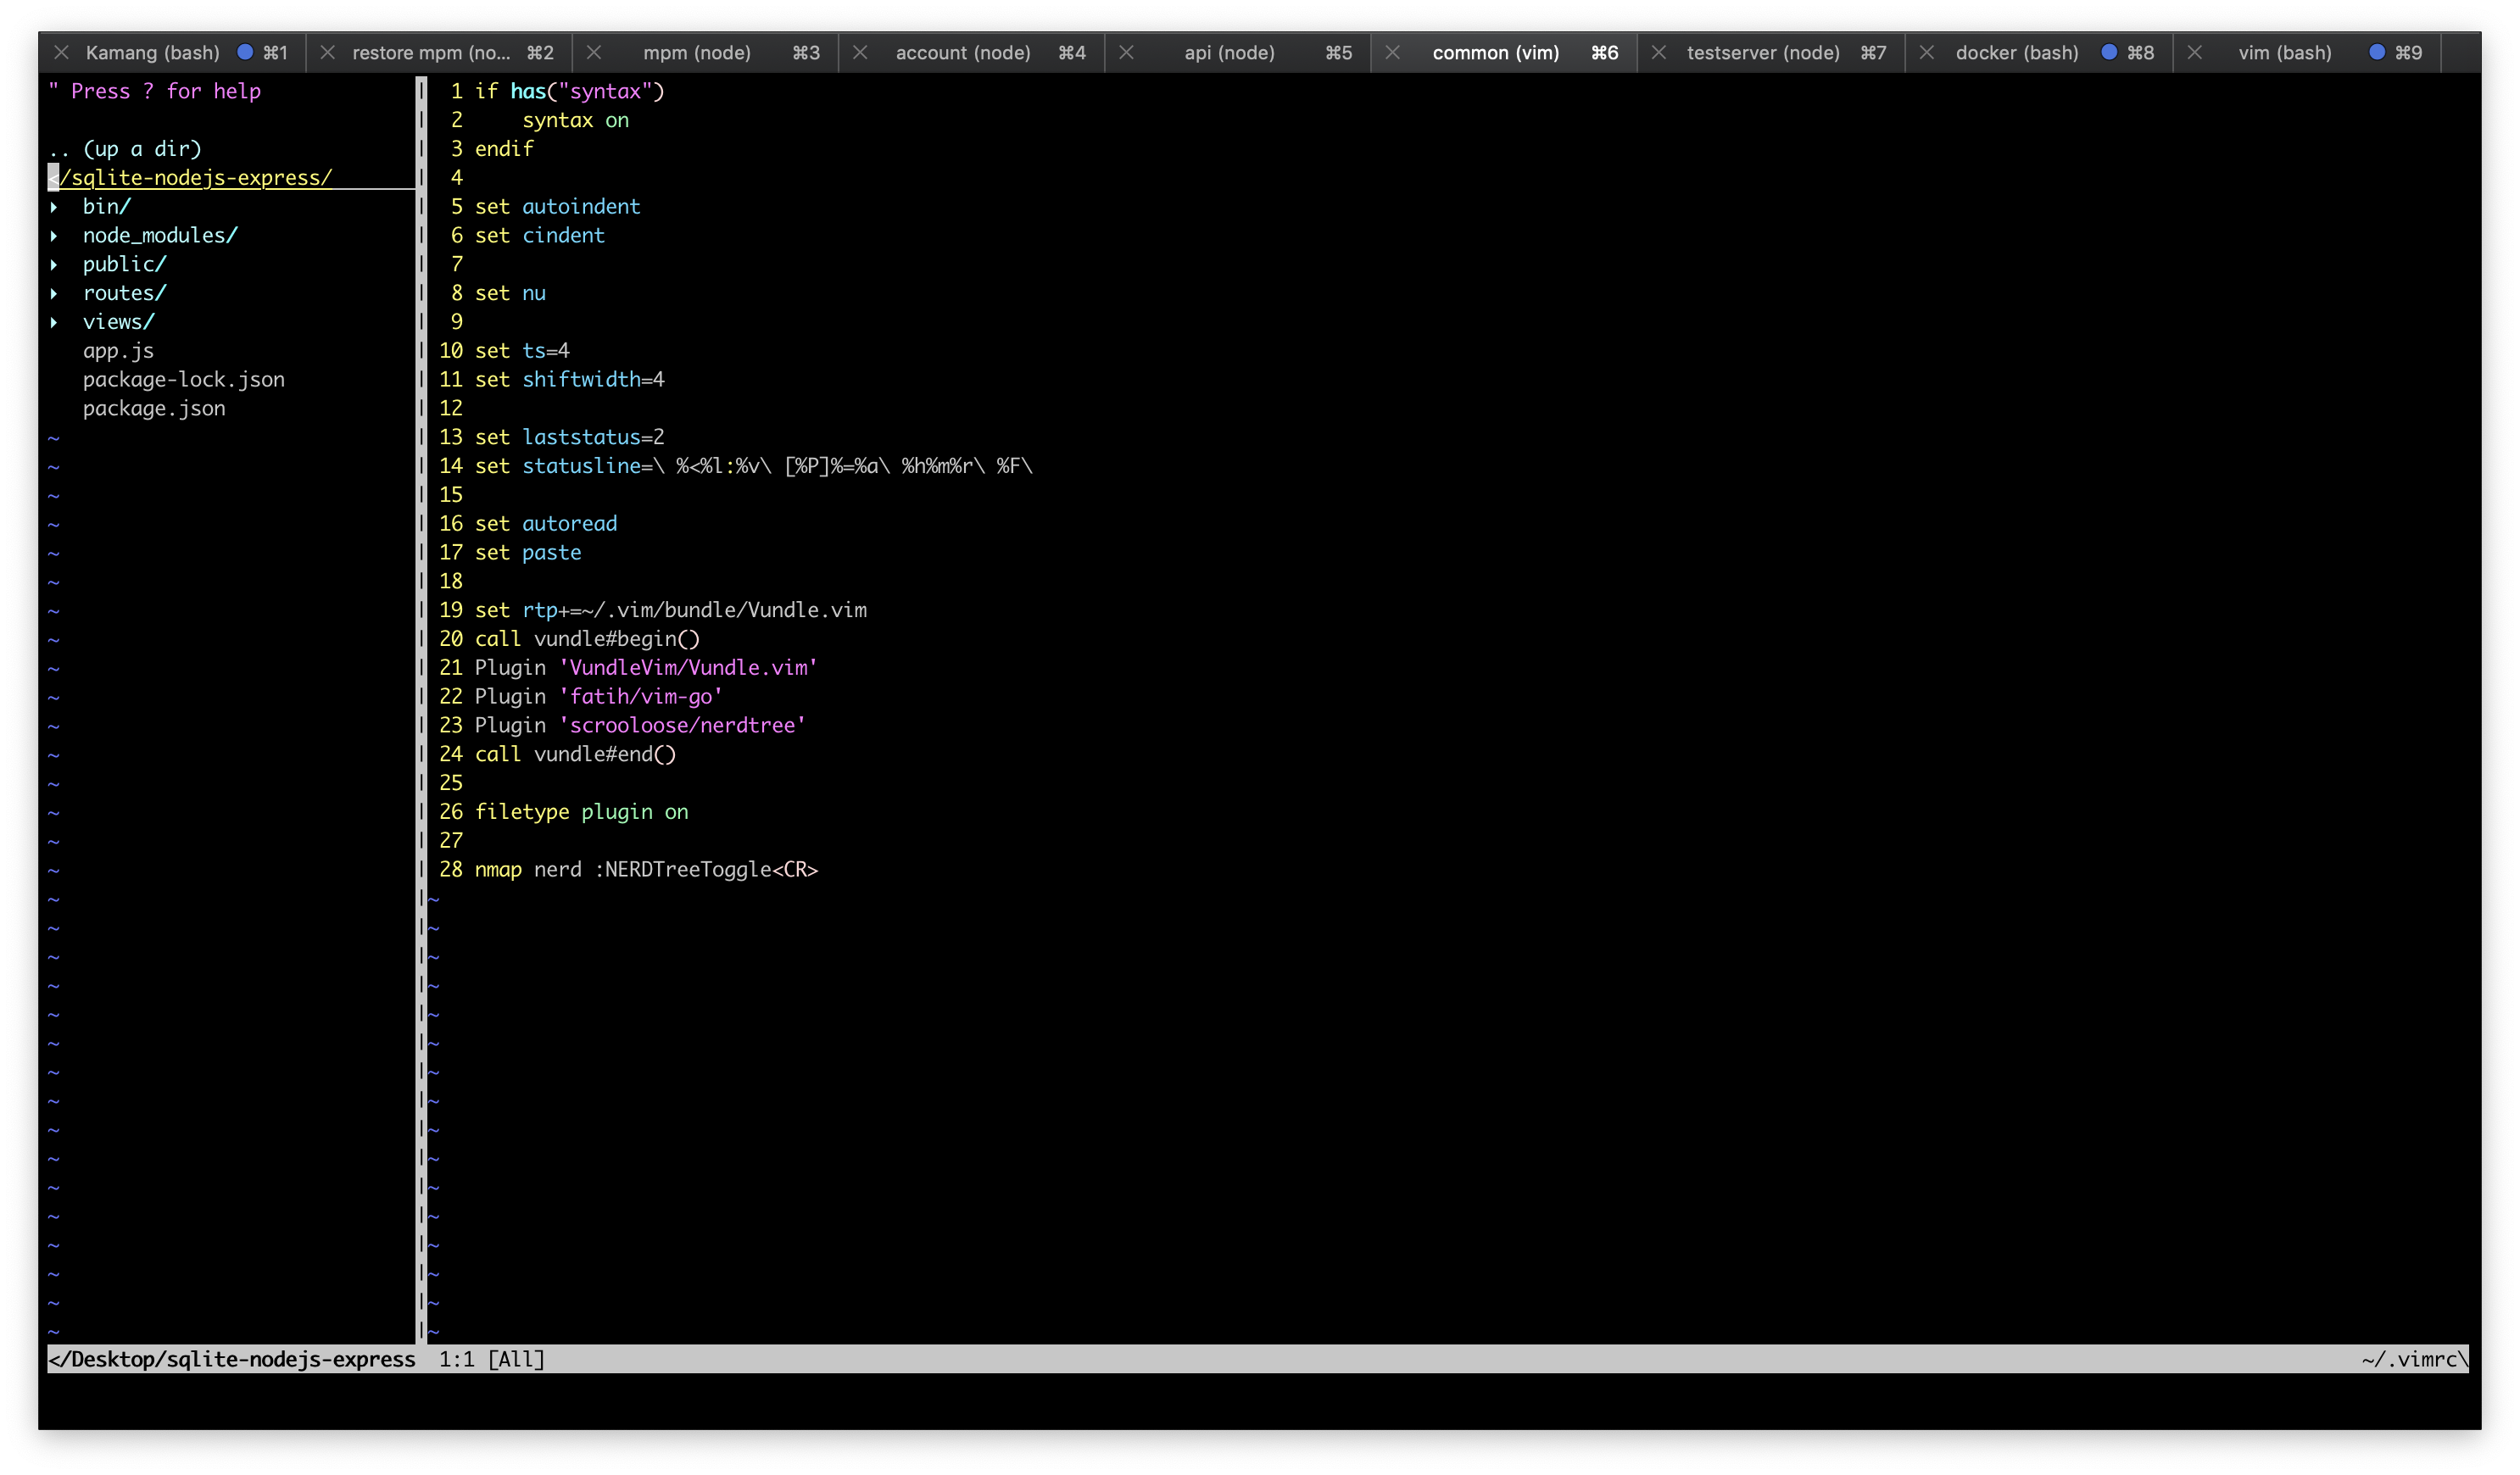 Kamang (bash) ⌘1 restore mpm (no... ⌘2 mpm (node) ⌘3 account (node) ⌘4 api (node) ⌘5 common (vim) ⌘6 testserver (node) ⌘7 docker (bash) ⌘8 vim (bash) ⌘9
" Press ? for help
.. (up a dir)
</sqlite-nodejs-express/
▸ bin/
▸ node_modules/
▸ public/
▸ routes/
▸ views/
app.js
package-lock.json
package.json
1 if has("syntax")
2     syntax on
3 endif
4
5 set autoindent
6 set cindent
7
8 set nu
9
10 set ts=4
11 set shiftwidth=4
12
13 set laststatus=2
14 set statusline=\ %<%l:%v\ [%P]%=%a\ %h%m%r\ %F\
15
16 set autoread
17 set paste
18
19 set rtp+=~/.vim/bundle/Vundle.vim
20 call vundle#begin()
21 Plugin 'VundleVim/Vundle.vim'
22 Plugin 'fatih/vim-go'
23 Plugin 'scrooloose/nerdtree'
24 call vundle#end()
25
26 filetype plugin on
27
28 nmap nerd :NERDTreeToggle<CR>
</Desktop/sqlite-nodejs-express 1:1 [All] ~/.vimrc\